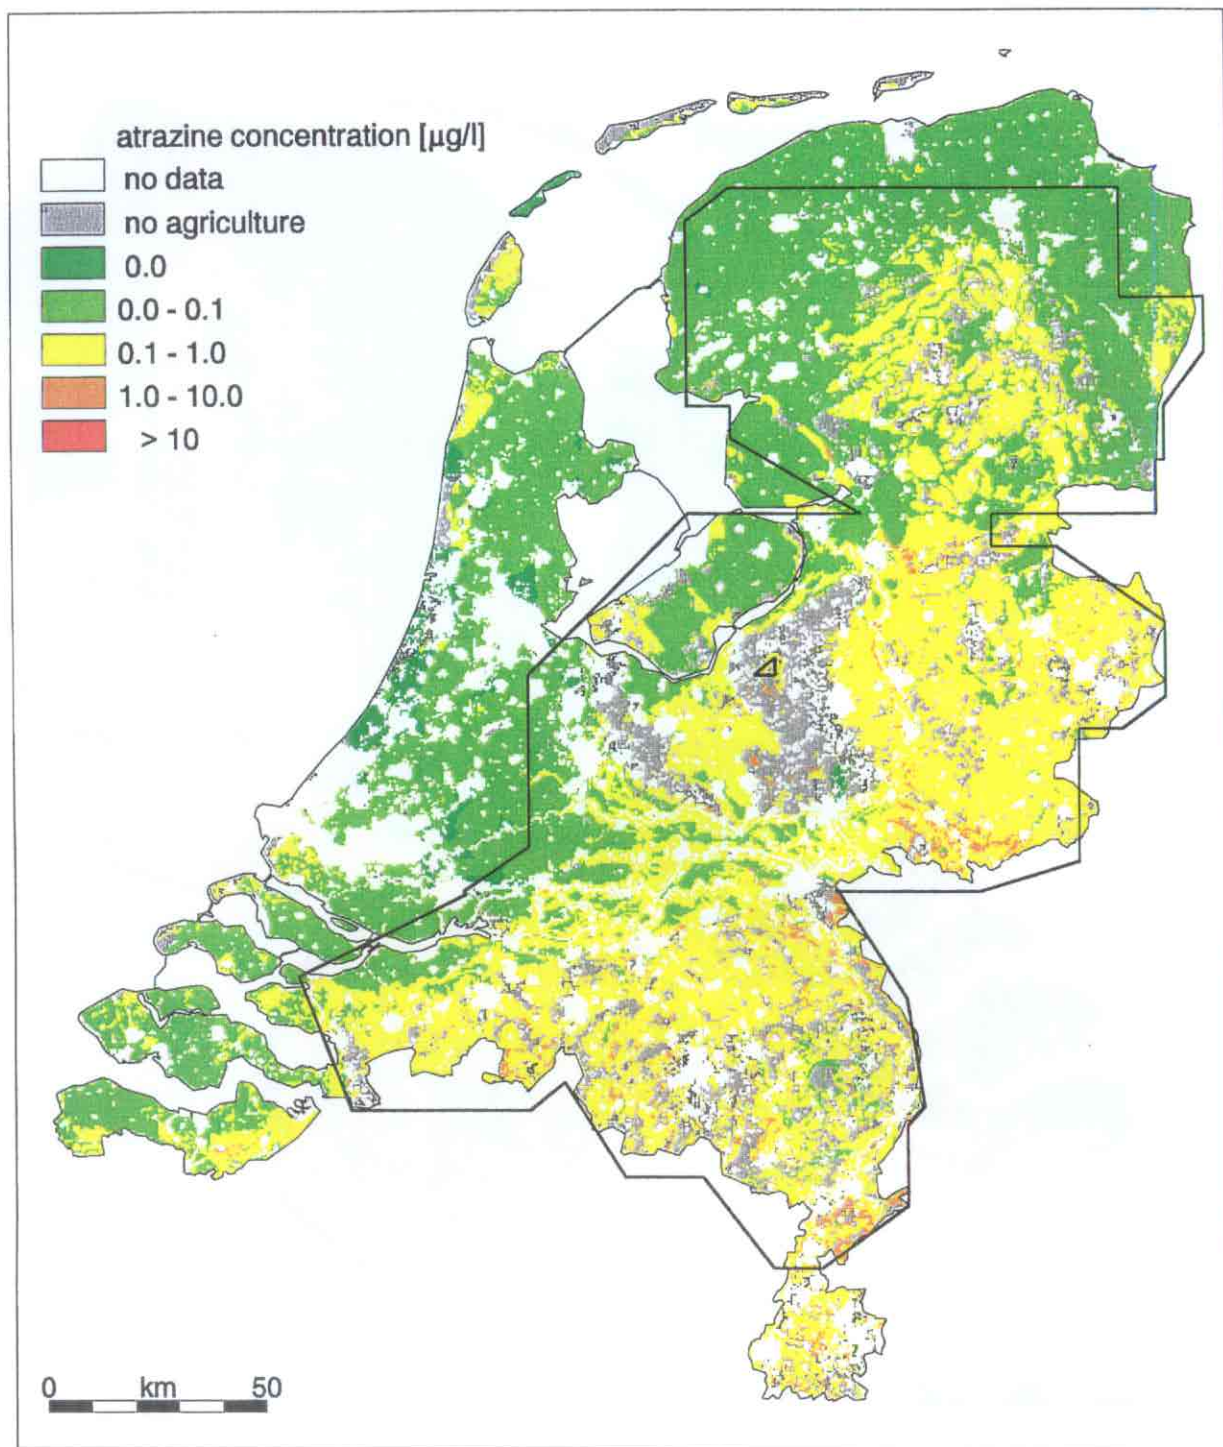 atrazine concentration [µg/l]
no data
no agriculture
0.0
0.0 - 0.1
0.1 - 1.0
1.0 - 10.0
> 10
0 km 50